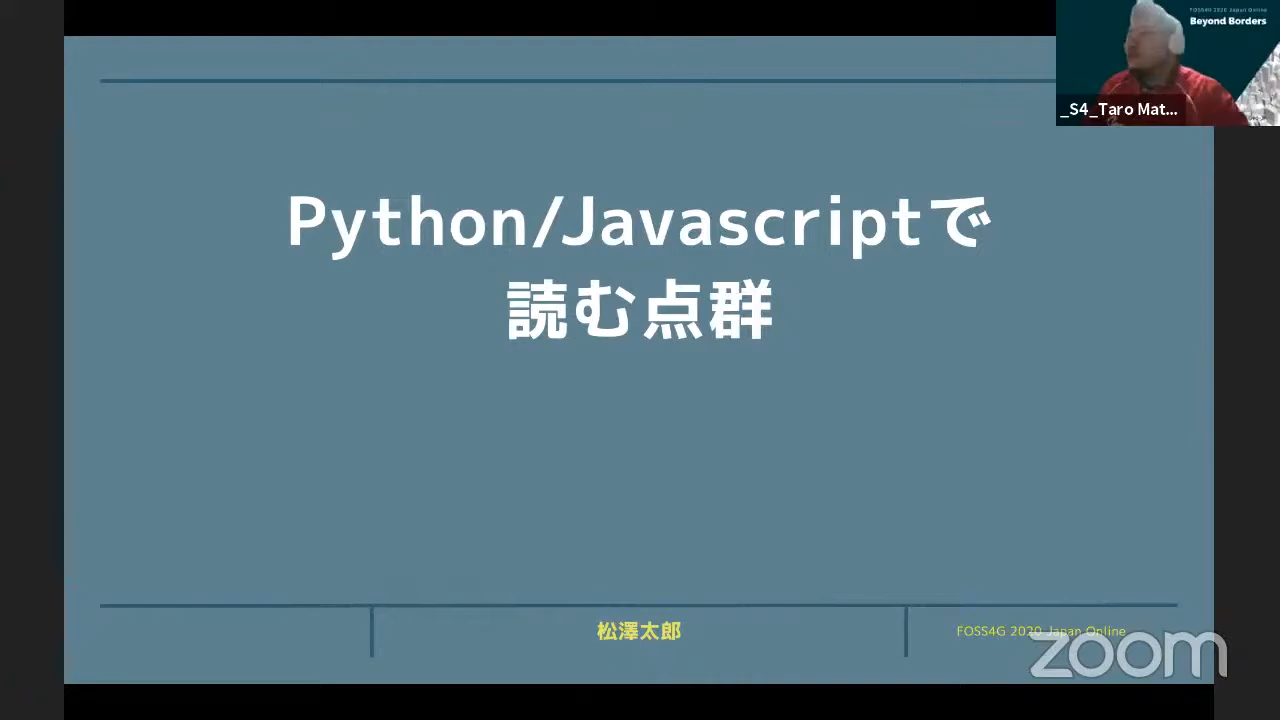 FOSS4G 2020 Japan Online
Beyond Borders
_S4_Taro Mat...
Python/Javascriptで
読む点群
松澤太郎
FOSS4G 2020 Japan Online
zoom